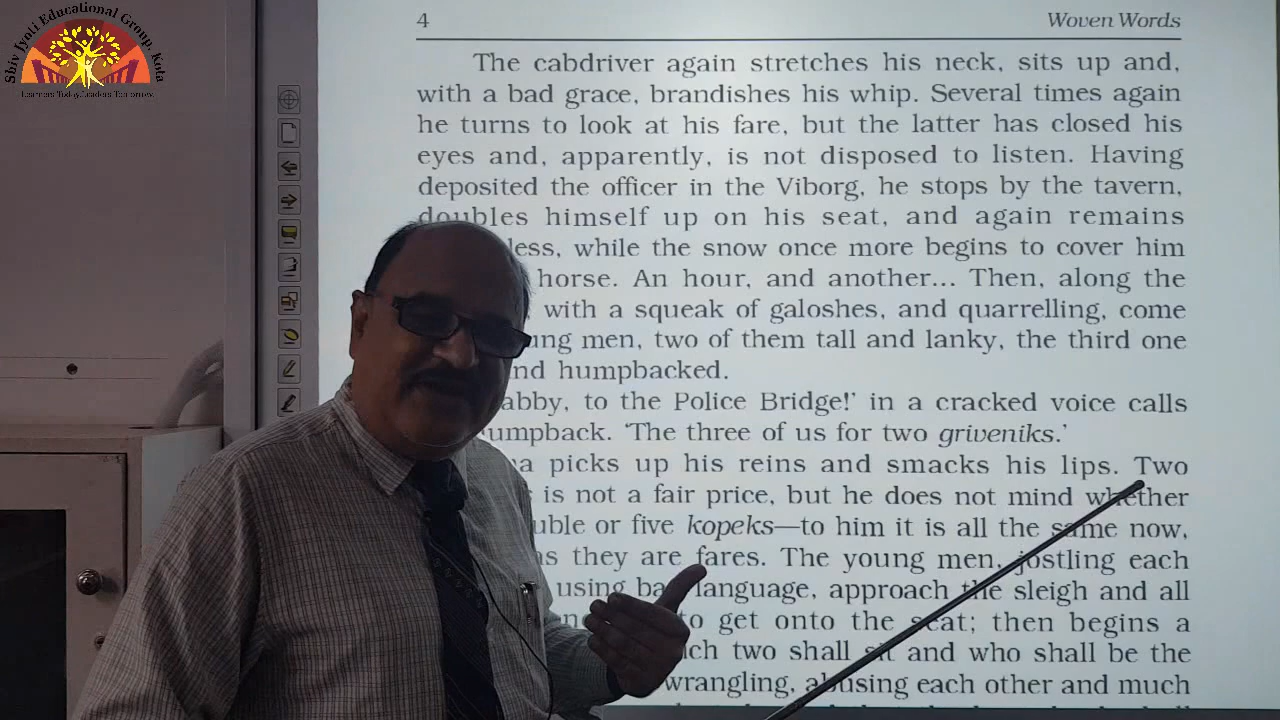 Shiv Jyoti Educational Group, Kota
Learners Today, Leaders Tomorrow
4 Woven Words
The cabdriver again stretches his neck, sits up and,
with a bad grace, brandishes his whip. Several times again
he turns to look at his fare, but the latter has closed his
eyes and, apparently, is not disposed to listen. Having
deposited the officer in the Viborg, he stops by the tavern,
doubles himself up on his seat, and again remains
less, while the snow once more begins to cover him
horse. An hour, and another... Then, along the
with a squeak of galoshes, and quarrelling, come
ung men, two of them tall and lanky, the third one
nd humpbacked.
abby, to the Police Bridge!' in a cracked voice calls
umpback. 'The three of us for two griveniks.'
a picks up his reins and smacks his lips. Two
is not a fair price, but he does not mind whether
uble or five kopeks—to him it is all the same now,
as they are fares. The young men, jostling each
using bad language, approach the sleigh and all
to get onto the seat; then begins a
ich two shall sit and who shall be the
wrangling, abusing each other and much